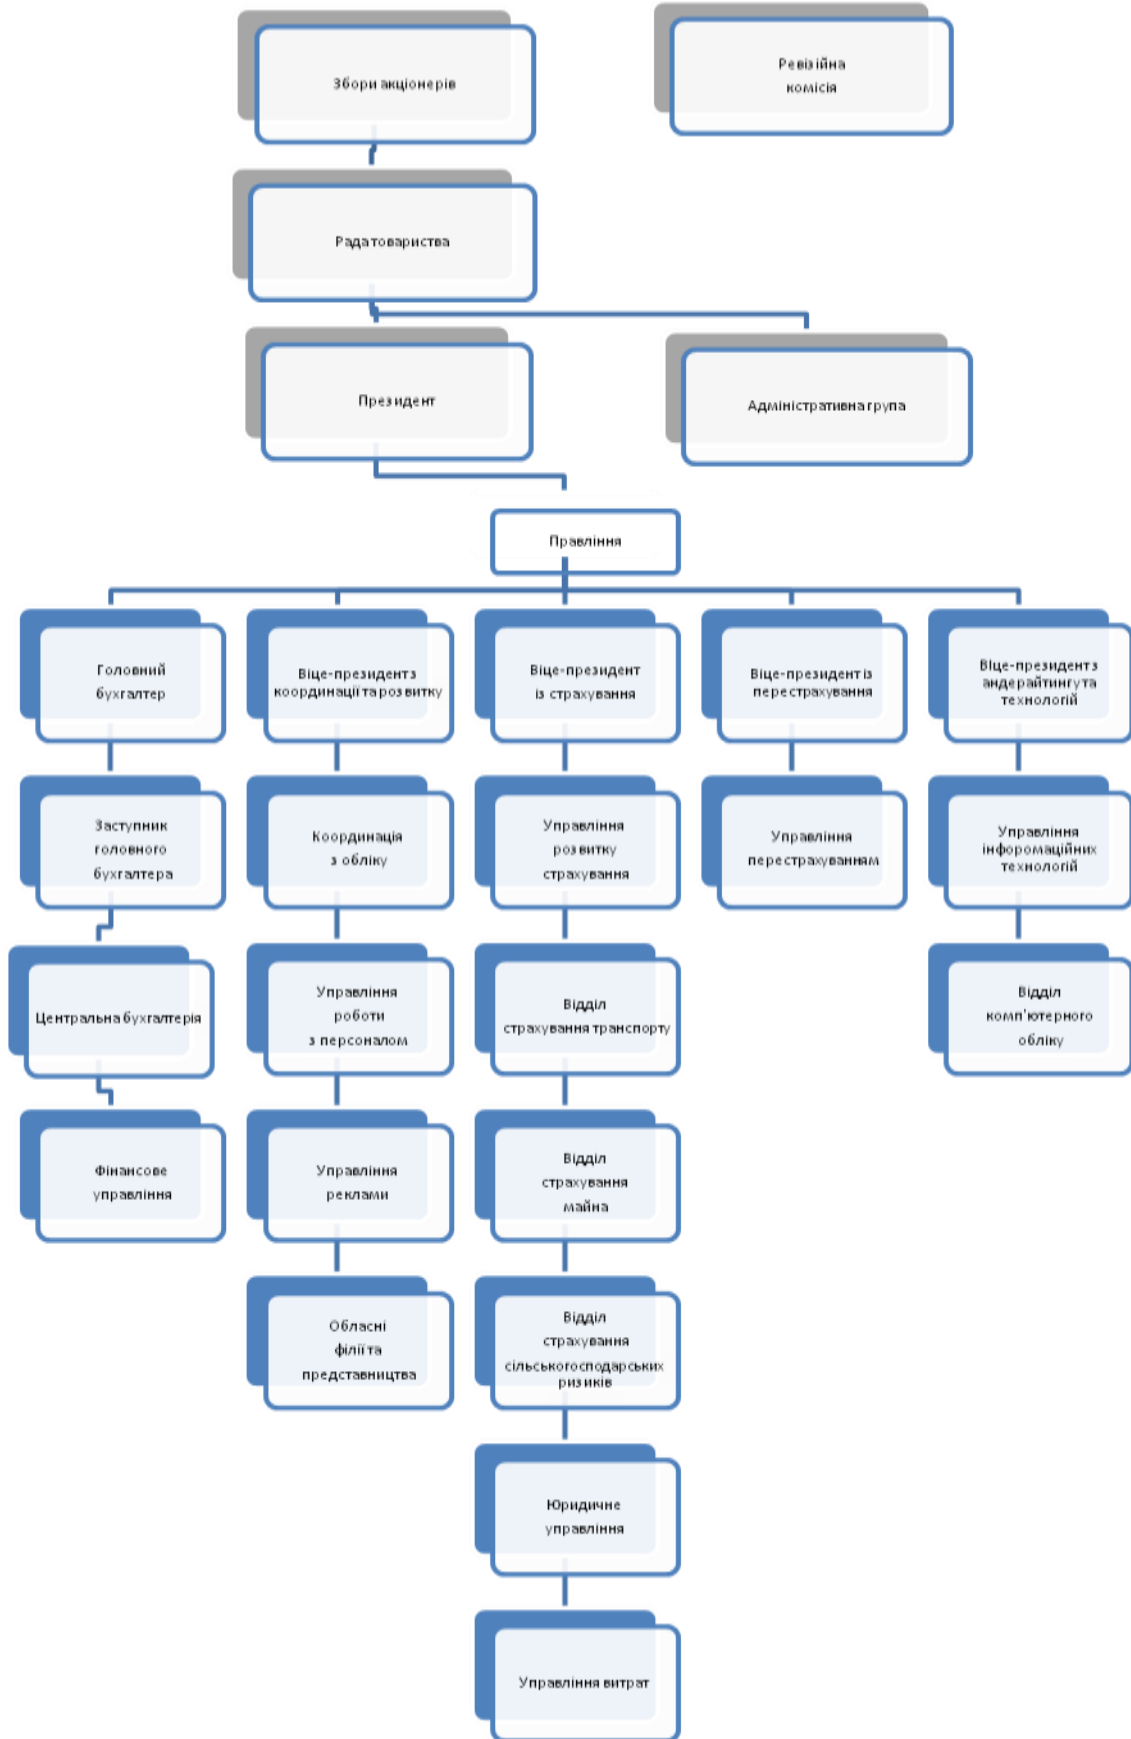 Збори акціонерів
Ревізійна
комісія
Рада товариства
Президент
Адміністративна група
Правління
Головний
бухгалтер
Віце-президент з
координації та розвитку
Віце-президент
із страхування
Віце-президент із
перестрахування
Віце-президент з
андерайтингу та
технологій
Заступник
головного
бухгалтера
Координація
з обліку
Управління
розвитку
страхування
Управління
перестрахуванням
Управління
інфоромаційних
технологій
Центральна бухгалтерія
Управління
роботи
з персоналом
Відділ
страхування транспорту
Відділ
комп'ютерного
обліку
Фінансове
управління
Управління
реклами
Відділ
страхування
майна
Обласні
філії та
представництва
Відділ
страхування
сільськогосподарських
ризиків
Юридичне
управління
Управління витрат